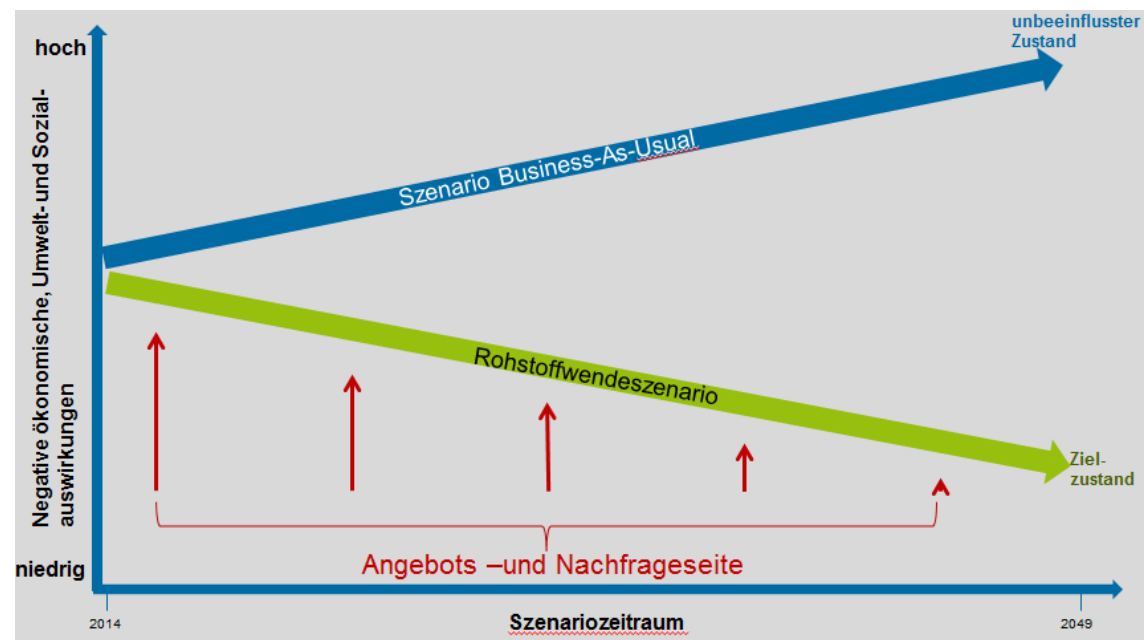 unbeeinflusster
Zustand
hoch
Negative ökonomische, Umwelt- und Sozial-
auswirkungen
Szenario Business-As-Usual
Rohstoffwendeszenario
Ziel-
zustand
Angebots –und Nachfrageseite
niedrig
2014
Szenariozeitraum
2049